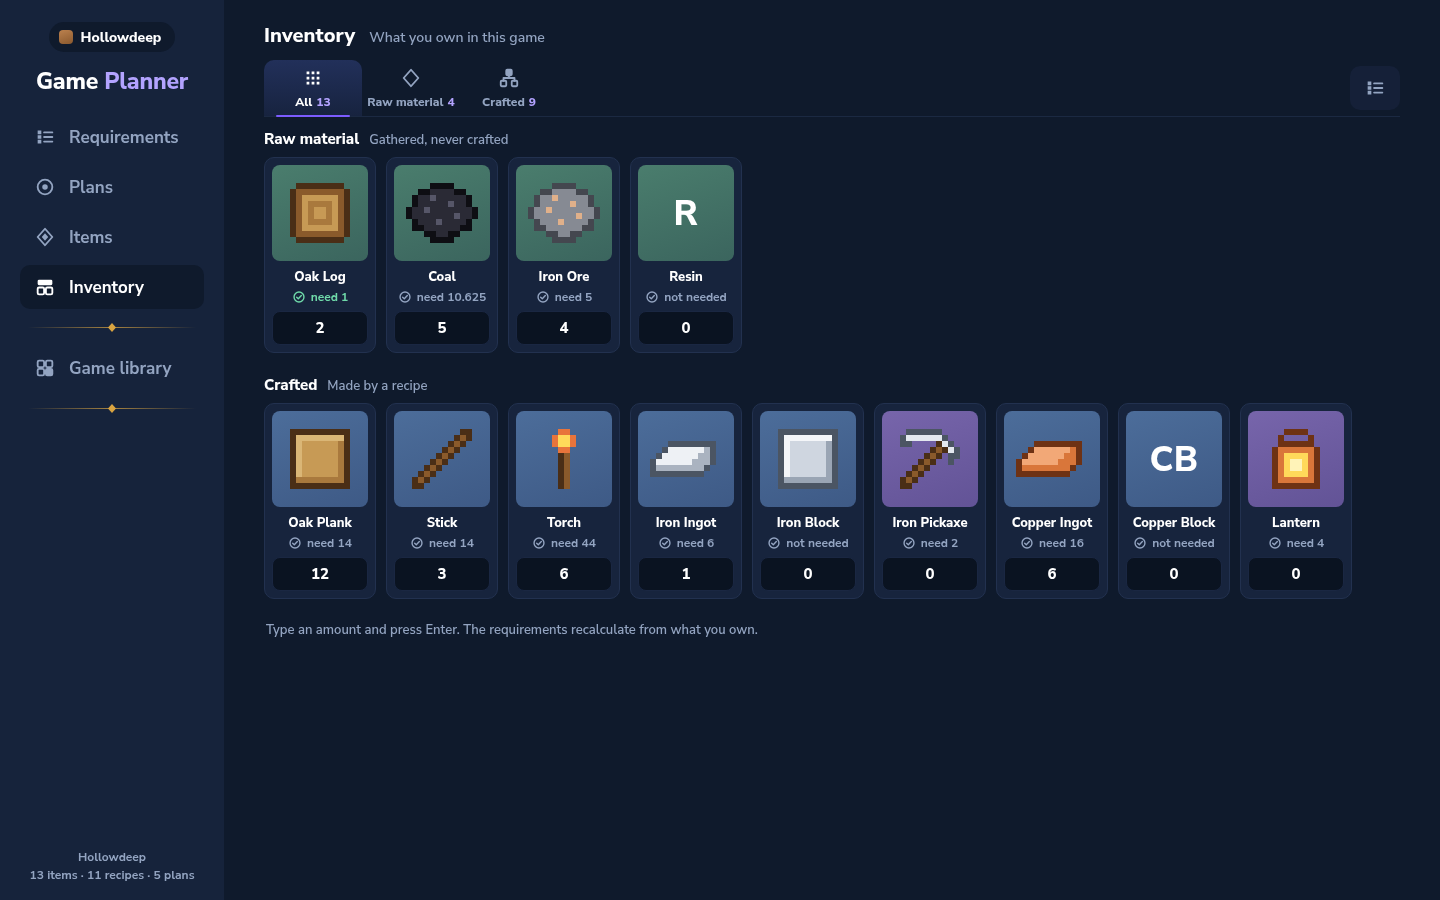 Hollowdeep
Game Planner
Requirements
Plans
Items
Inventory
Game library
Hollowdeep
13 items · 11 recipes · 5 plans
Inventory What you own in this game
All 13
Raw material 4
Crafted 9
Raw material Gathered, never crafted
Oak Log
need 1
2
Coal
need 10.625
5
Iron Ore
need 5
4
R
Resin
not needed
0
Crafted Made by a recipe
Oak Plank
need 14
12
Stick
need 14
3
Torch
need 44
6
Iron Ingot
need 6
1
Iron Block
not needed
0
Iron Pickaxe
need 2
0
Copper Ingot
need 16
6
CB
Copper Block
not needed
0
Lantern
need 4
0
Type an amount and press Enter. The requirements recalculate from what you own.